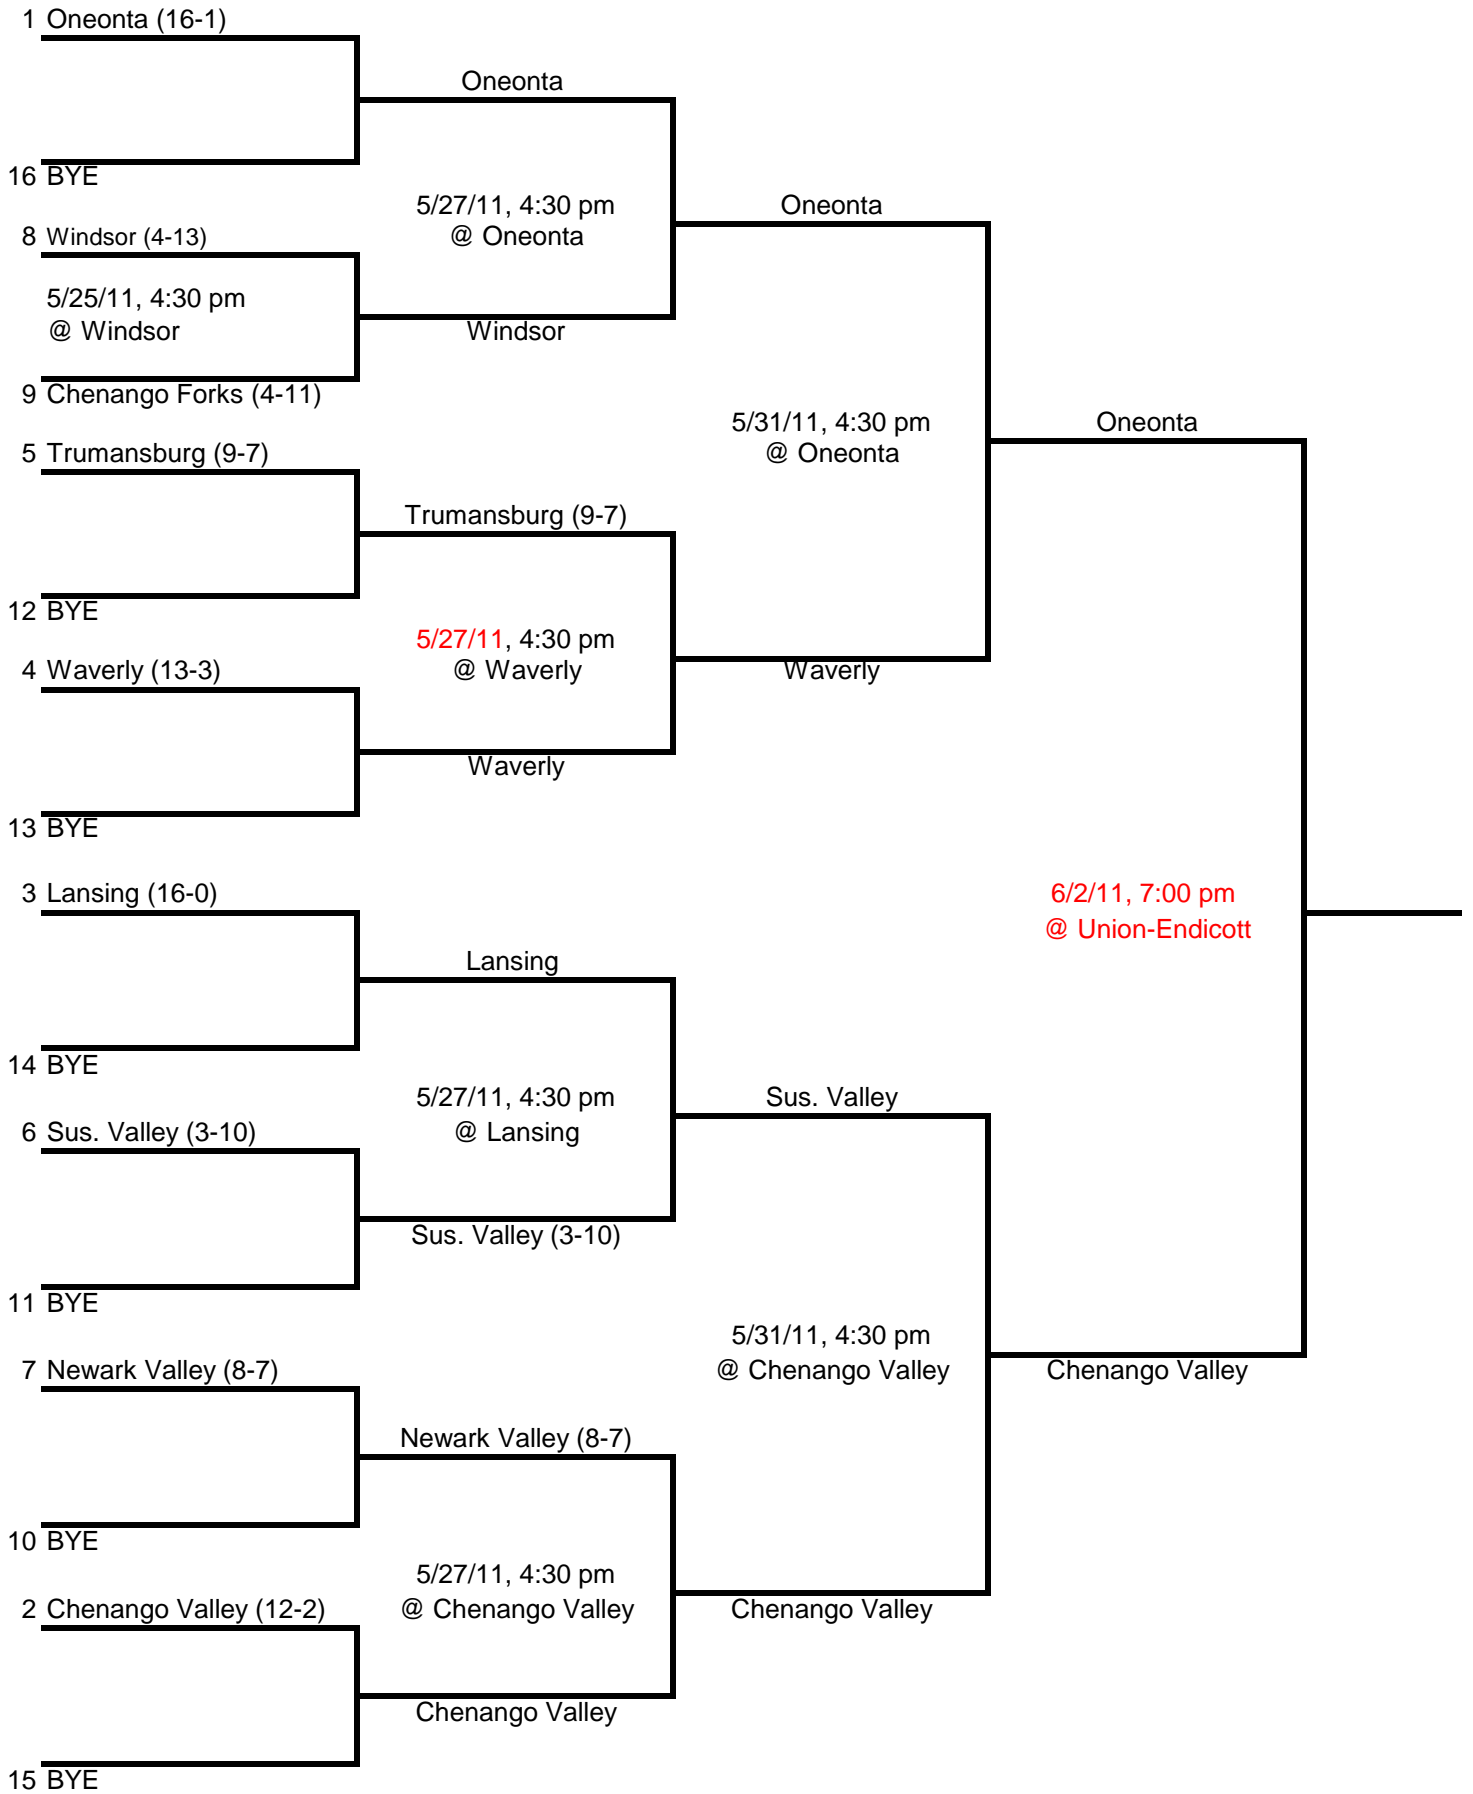 1 Oneonta (16-1)
Oneonta
16 BYE
5/27/11, 4:30 pm
@ Oneonta
Oneonta
8 Windsor (4-13)
5/25/11, 4:30 pm
@ Windsor
Windsor
9 Chenango Forks (4-11)
5/31/11, 4:30 pm
@ Oneonta
Oneonta
5 Trumansburg (9-7)
Trumansburg (9-7)
12 BYE
5/27/11, 4:30 pm
@ Waverly
Waverly
4 Waverly (13-3)
Waverly
13 BYE
3 Lansing (16-0)
6/2/11, 7:00 pm
@ Union-Endicott
Lansing
14 BYE
5/27/11, 4:30 pm
@ Lansing
Sus. Valley
6 Sus. Valley (3-10)
Sus. Valley (3-10)
11 BYE
5/31/11, 4:30 pm
@ Chenango Valley
Chenango Valley
7 Newark Valley (8-7)
Newark Valley (8-7)
10 BYE
5/27/11, 4:30 pm
@ Chenango Valley
Chenango Valley
2 Chenango Valley (12-2)
Chenango Valley
15 BYE